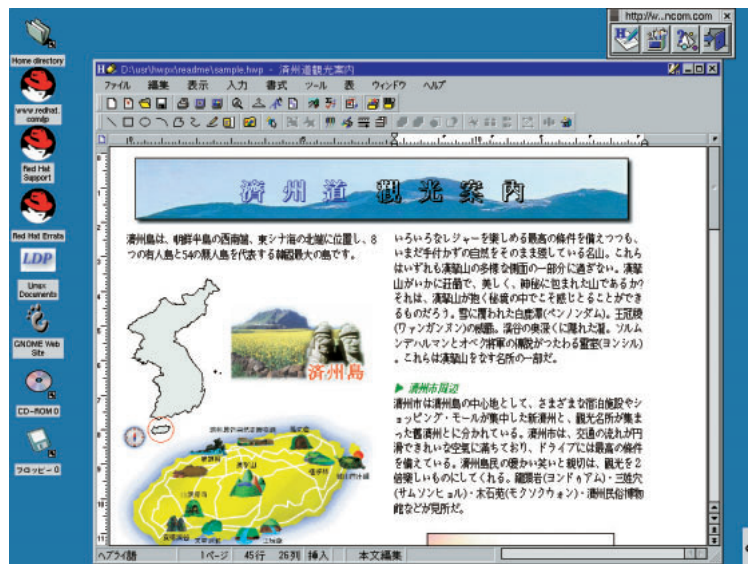 http://w..ncom.com
Home directory
www.redhat.
com/jp
Red Hat
Support
Red Hat Errata
LDP
Linux
Documents
GNOME Web
Site
CD-ROM 0
フロッピー 0
D:\usr\hwpx\readme\sample.hwp - 済州道観光案内
ファイル 編集 表示 入力 書式 ツール 表 ウィンドウ ヘルプ
濟州道 觀光案內
済州島は、朝鮮半島の西南端、東シナ海の北端に位置し、8
つの有人島と54の無人島を代表する韓国最大の島です。
済州島
漢拏山
いろいろなレジャーを楽しめる最高の条件を備えつつも、
いまだ手付かずの自然をそのまま残している名山。これら
はいずれも漢拏山の多様な側面の一部分に過ぎない。漢拏
山がいかに荘厳で、美しく、神秘に包まれた山であるか?
それは、漢拏山が抱く秘境の中でこそ感じとることができ
るものだろう。雪に覆われた白鹿潭(ペンノンダム)。王冠陵
(ワァンガンヌン)の威厳。渓谷の奥深くに隠れた瀧。ソルム
ンデハルマンとオベク将軍の傳説がつたわる霊室(ヨンシル)
。これらは漢拏山をなす名所の一部だ。
▶ 済州市周辺
済州市は済州島の中心地として、さまざまな宿泊施設やシ
ョッピング・モールが集中した新済州と、観光名所が集ま
った舊済州とに分かれている。済州市は、交通の流れが円
滑できれいな空気に満ちており、ドライブには最高の条件
を備えている。済州島民の暖かい笑いと親切は、観光を2
倍楽しいものにしてくれる。龍頭岩(ヨンドゥアム)・三姓穴
(サムソンヒョル)・木石苑(モクソクウォン)・済州民俗博物
館などが見所だ。
ヘブライ語 1ページ 45行 26列 挿入 本文編集